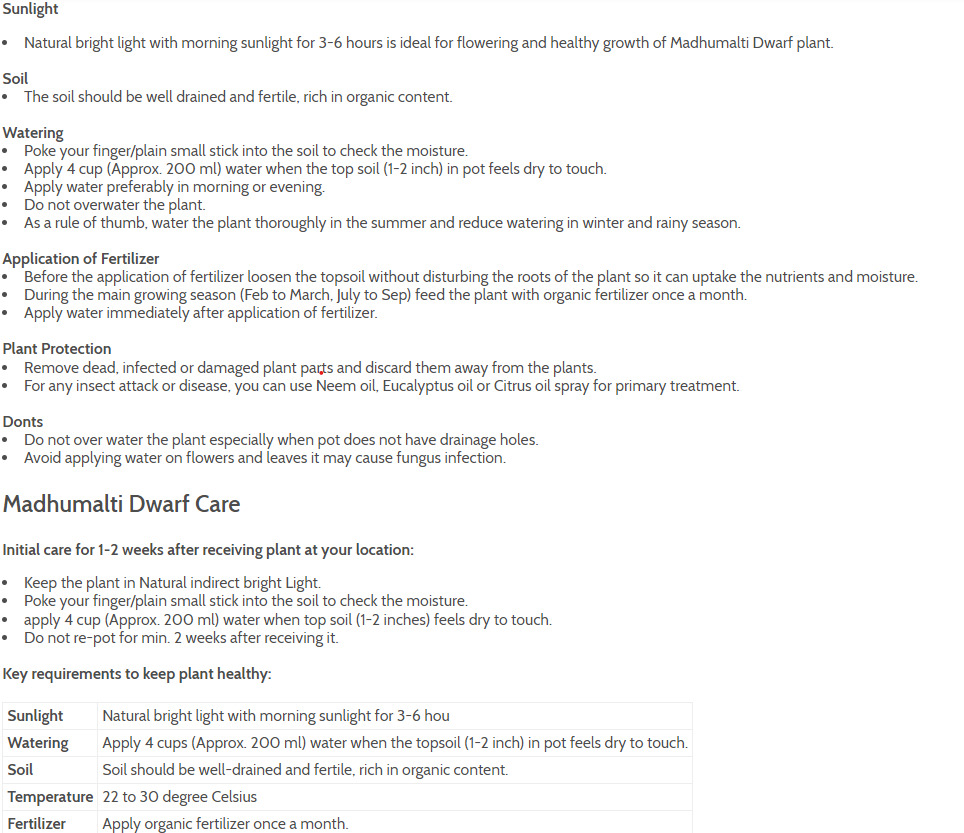 Sunlight
• Natural bright light with morning sunlight for 3-6 hours is ideal for flowering and healthy growth of Madhumalti Dwarf plant.
Soil
• The soil should be well drained and fertile, rich in organic content.
Watering
• Poke your finger/plain small stick into the soil to check the moisture.
• Apply 4 cup (Approx. 200 ml) water when the top soil (1-2 inch) in pot feels dry to touch.
• Apply water preferably in morning or evening.
• Do not overwater the plant.
• As a rule of thumb, water the plant thoroughly in the summer and reduce watering in winter and rainy season.
Application of Fertilizer
• Before the application of fertilizer loosen the topsoil without disturbing the roots of the plant so it can uptake the nutrients and moisture.
• During the main growing season (Feb to March, July to Sep) feed the plant with organic fertilizer once a month.
• Apply water immediately after application of fertilizer.
Plant Protection
• Remove dead, infected or damaged plant parts and discard them away from the plants.
• For any insect attack or disease, you can use Neem oil, Eucalyptus oil or Citrus oil spray for primary treatment.
Donts
• Do not over water the plant especially when pot does not have drainage holes.
• Avoid applying water on flowers and leaves it may cause fungus infection.
Madhumalti Dwarf Care
Initial care for 1-2 weeks after receiving plant at your location:
• Keep the plant in Natural indirect bright Light.
• Poke your finger/plain small stick into the soil to check the moisture.
• apply 4 cup (Approx. 200 ml) water when top soil (1-2 inches) feels dry to touch.
• Do not re-pot for min. 2 weeks after receiving it.
Key requirements to keep plant healthy:
Sunlight Natural bright light with morning sunlight for 3-6 hou
Watering Apply 4 cups (Approx. 200 ml) water when the topsoil (1-2 inch) in pot feels dry to touch.
Soil Soil should be well-drained and fertile, rich in organic content.
Temperature 22 to 30 degree Celsius
Fertilizer Apply organic fertilizer once a month.